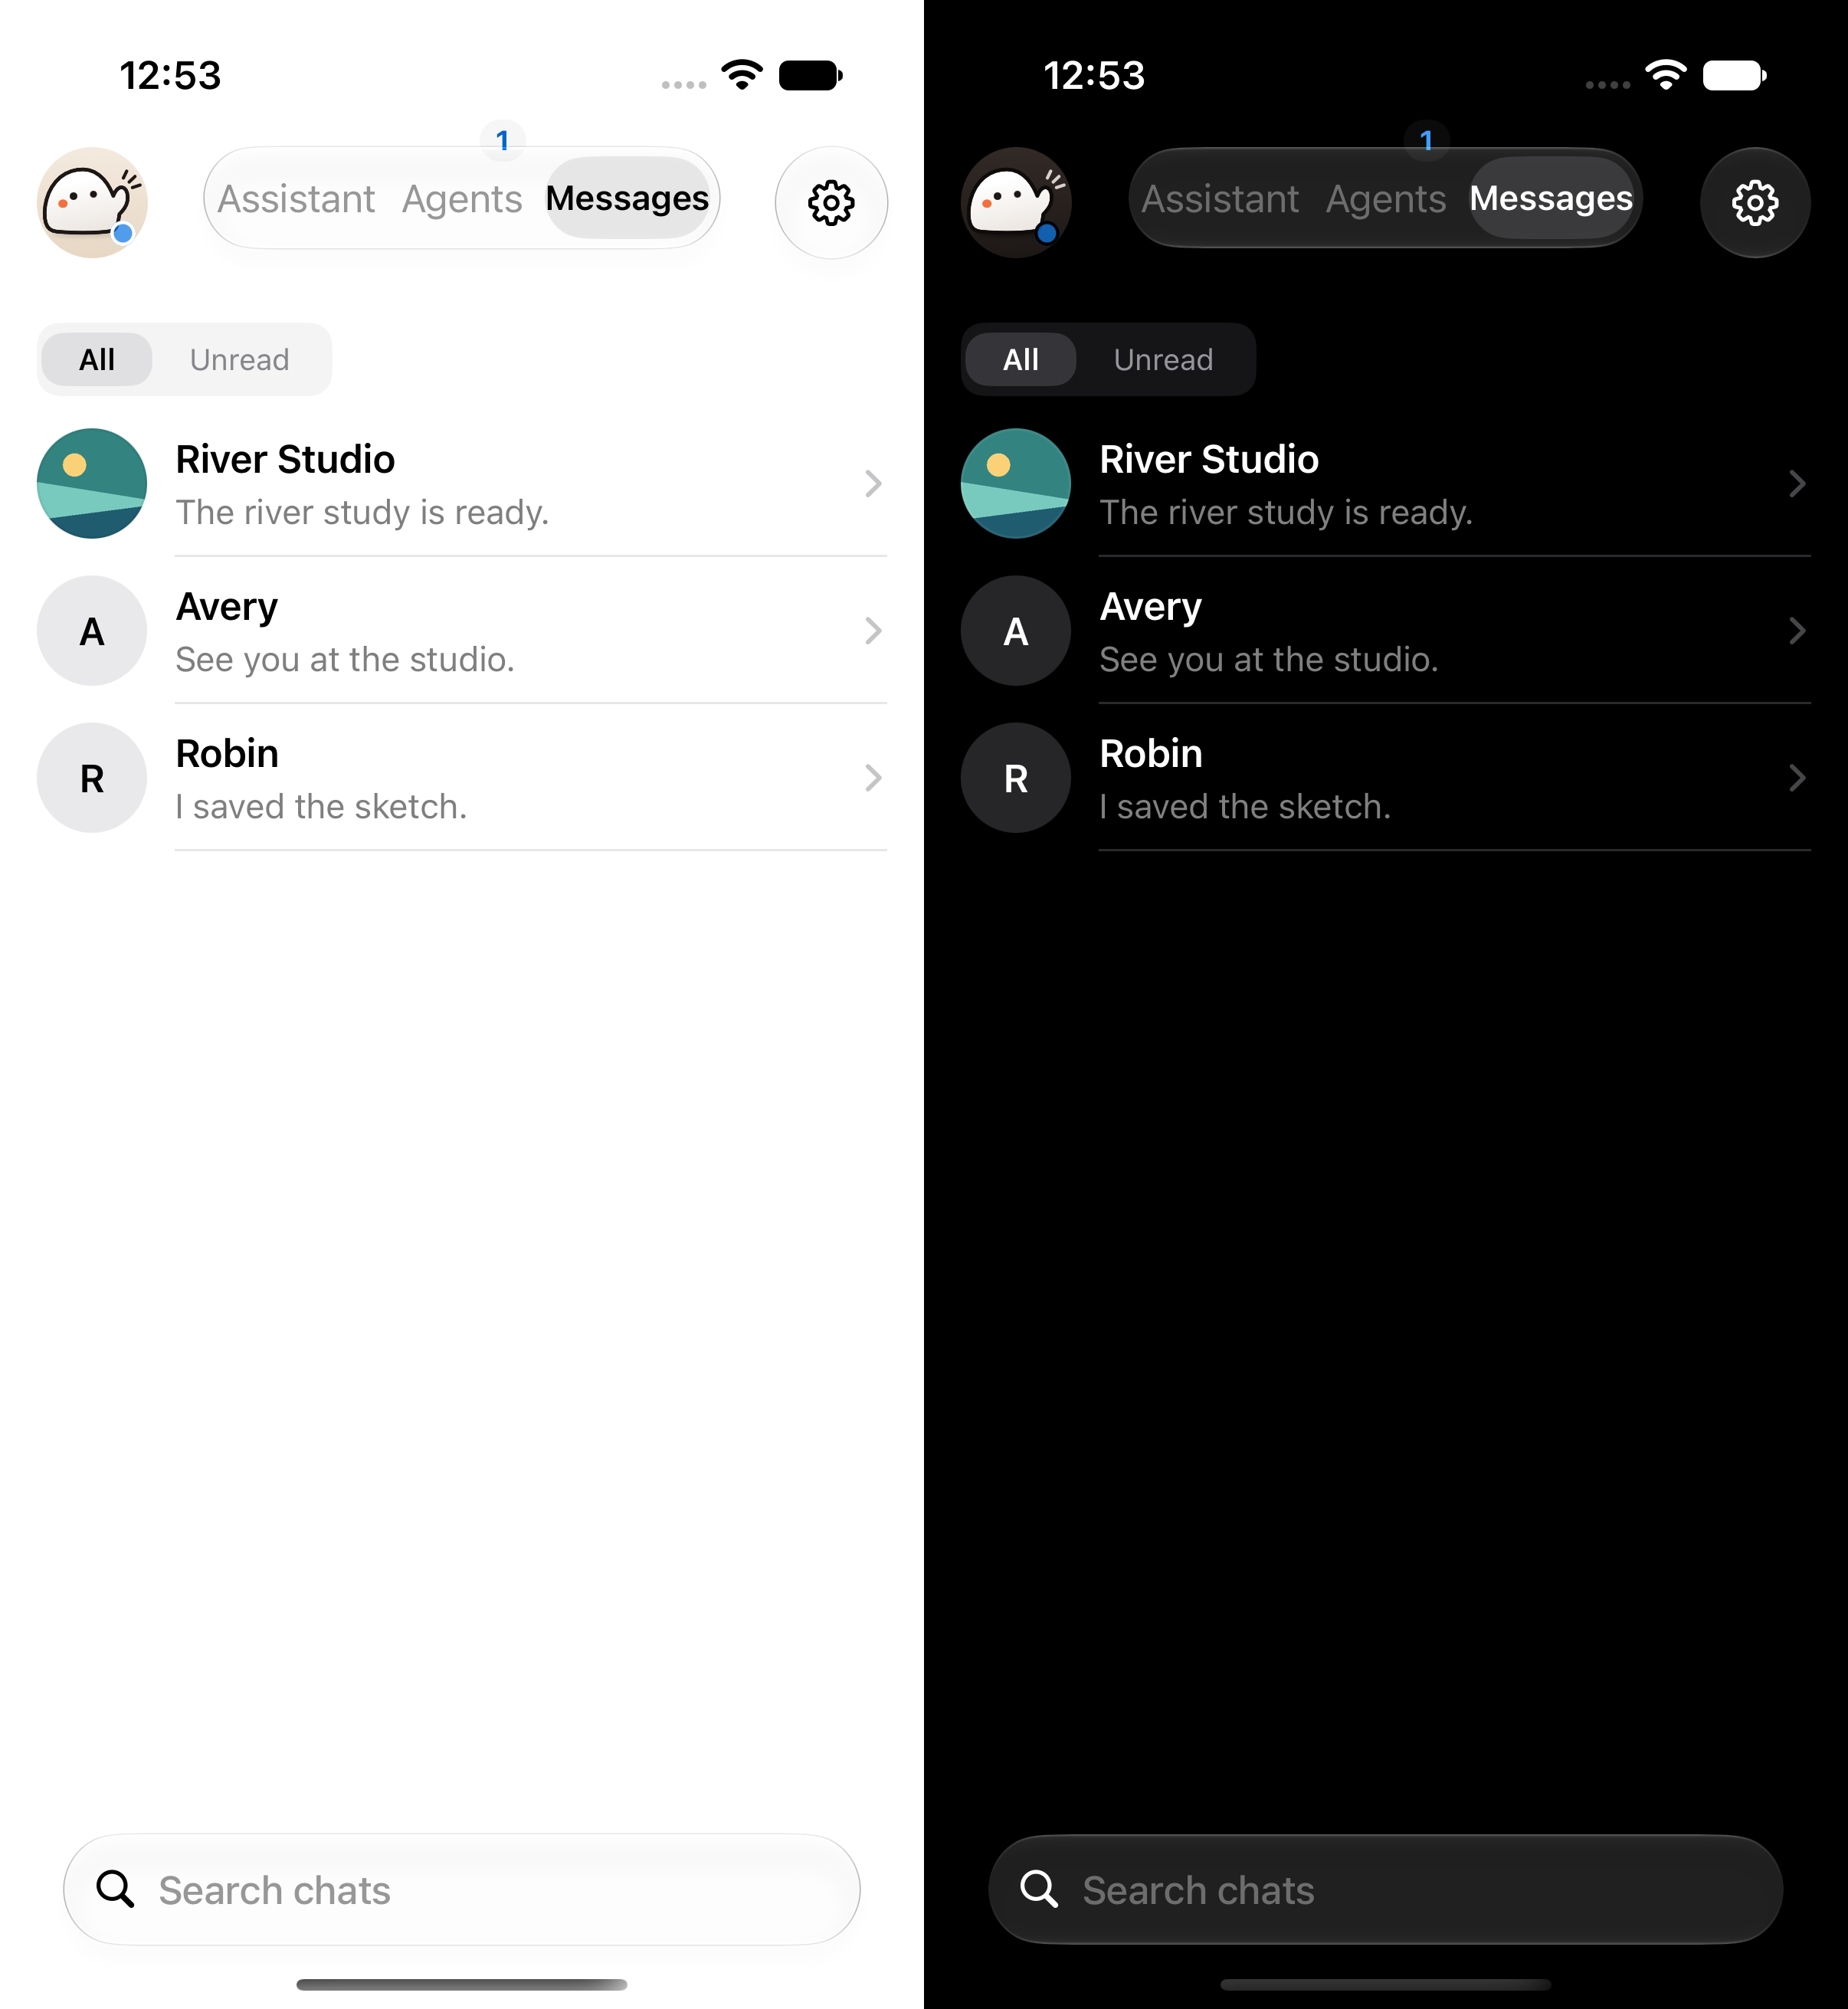 12:53
1
Assistant Agents Messages
All Unread
River Studio
The river study is ready.
A
Avery
See you at the studio.
R
Robin
I saved the sketch.
Search chats
12:53
1
Assistant Agents Messages
All Unread
River Studio
The river study is ready.
A
Avery
See you at the studio.
R
Robin
I saved the sketch.
Search chats